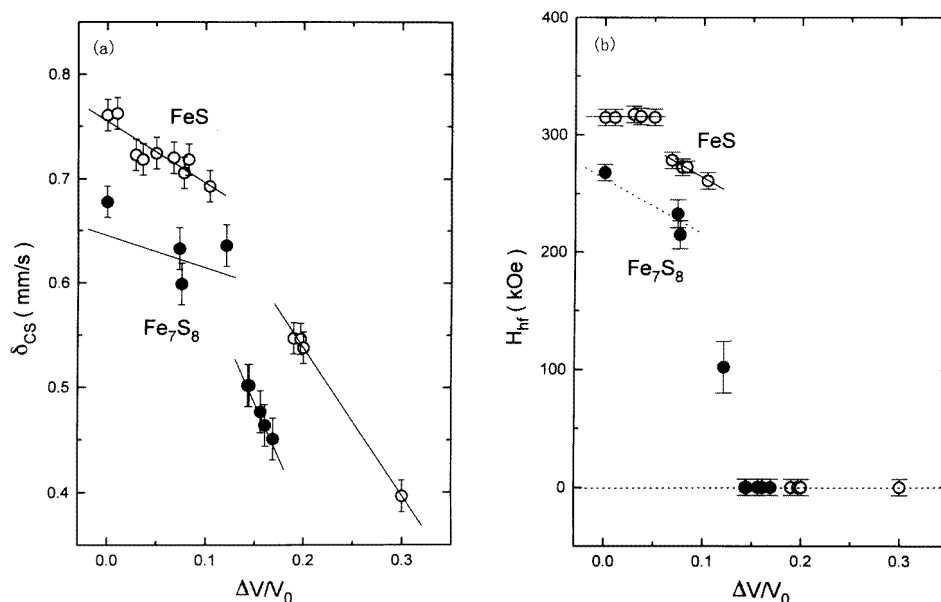 (a)
0.8
0.7
0.6
0.5
0.4
δCS ( mm/s )
FeS
Fe7S8
0.0 0.1 0.2 0.3
ΔV/V0
(b)
400
300
200
100
0
Hhf ( kOe )
FeS
Fe7S8
0.0 0.1 0.2 0.3
ΔV/V0